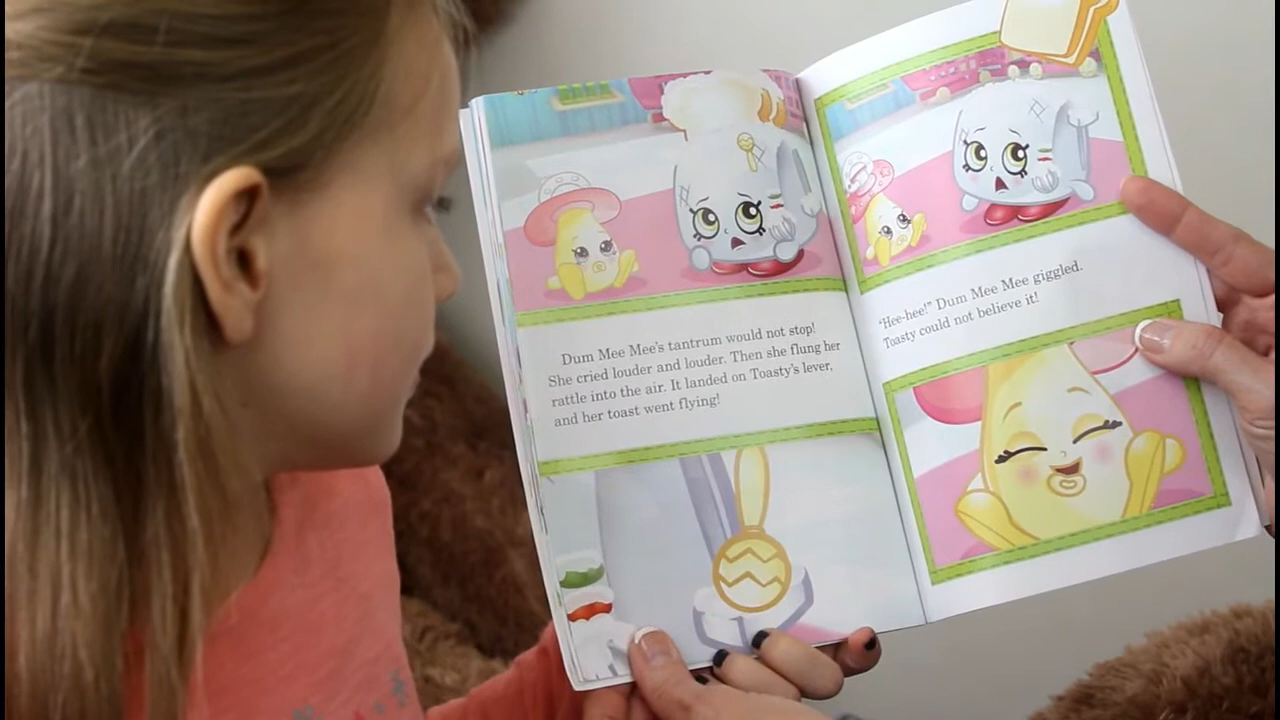 Dum Mee Mee's tantrum would not stop!
She cried louder and louder. Then she flung her
rattle into the air. It landed on Toasty's lever,
and her toast went flying!
"Hee-hee!" Dum Mee Mee giggled.
Toasty could not believe it!